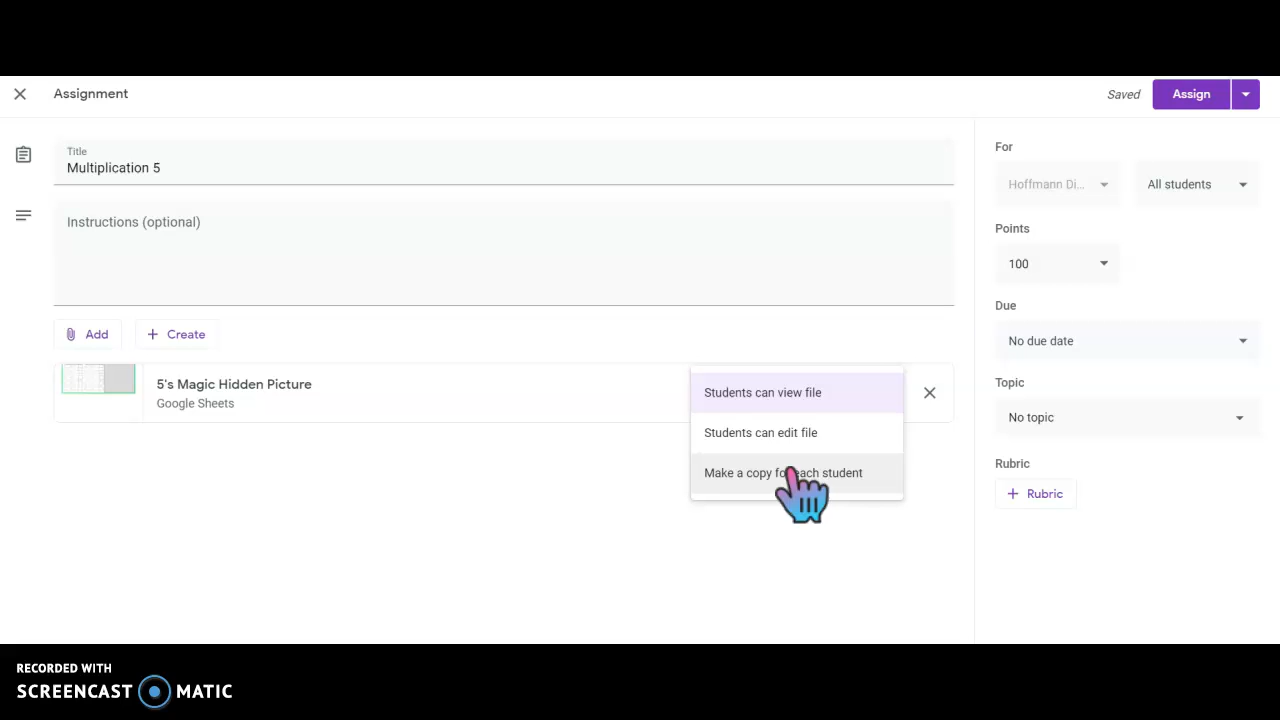 Assignment
Saved
Assign
Title
Multiplication 5
Instructions (optional)
Add
Create
5's Magic Hidden Picture
Google Sheets
Students can view file
Students can edit file
Make a copy for each student
For
Hoffmann Di...
All students
Points
100
Due
No due date
Topic
No topic
Rubric
Rubric
RECORDED WITH
SCREENCAST MATIC